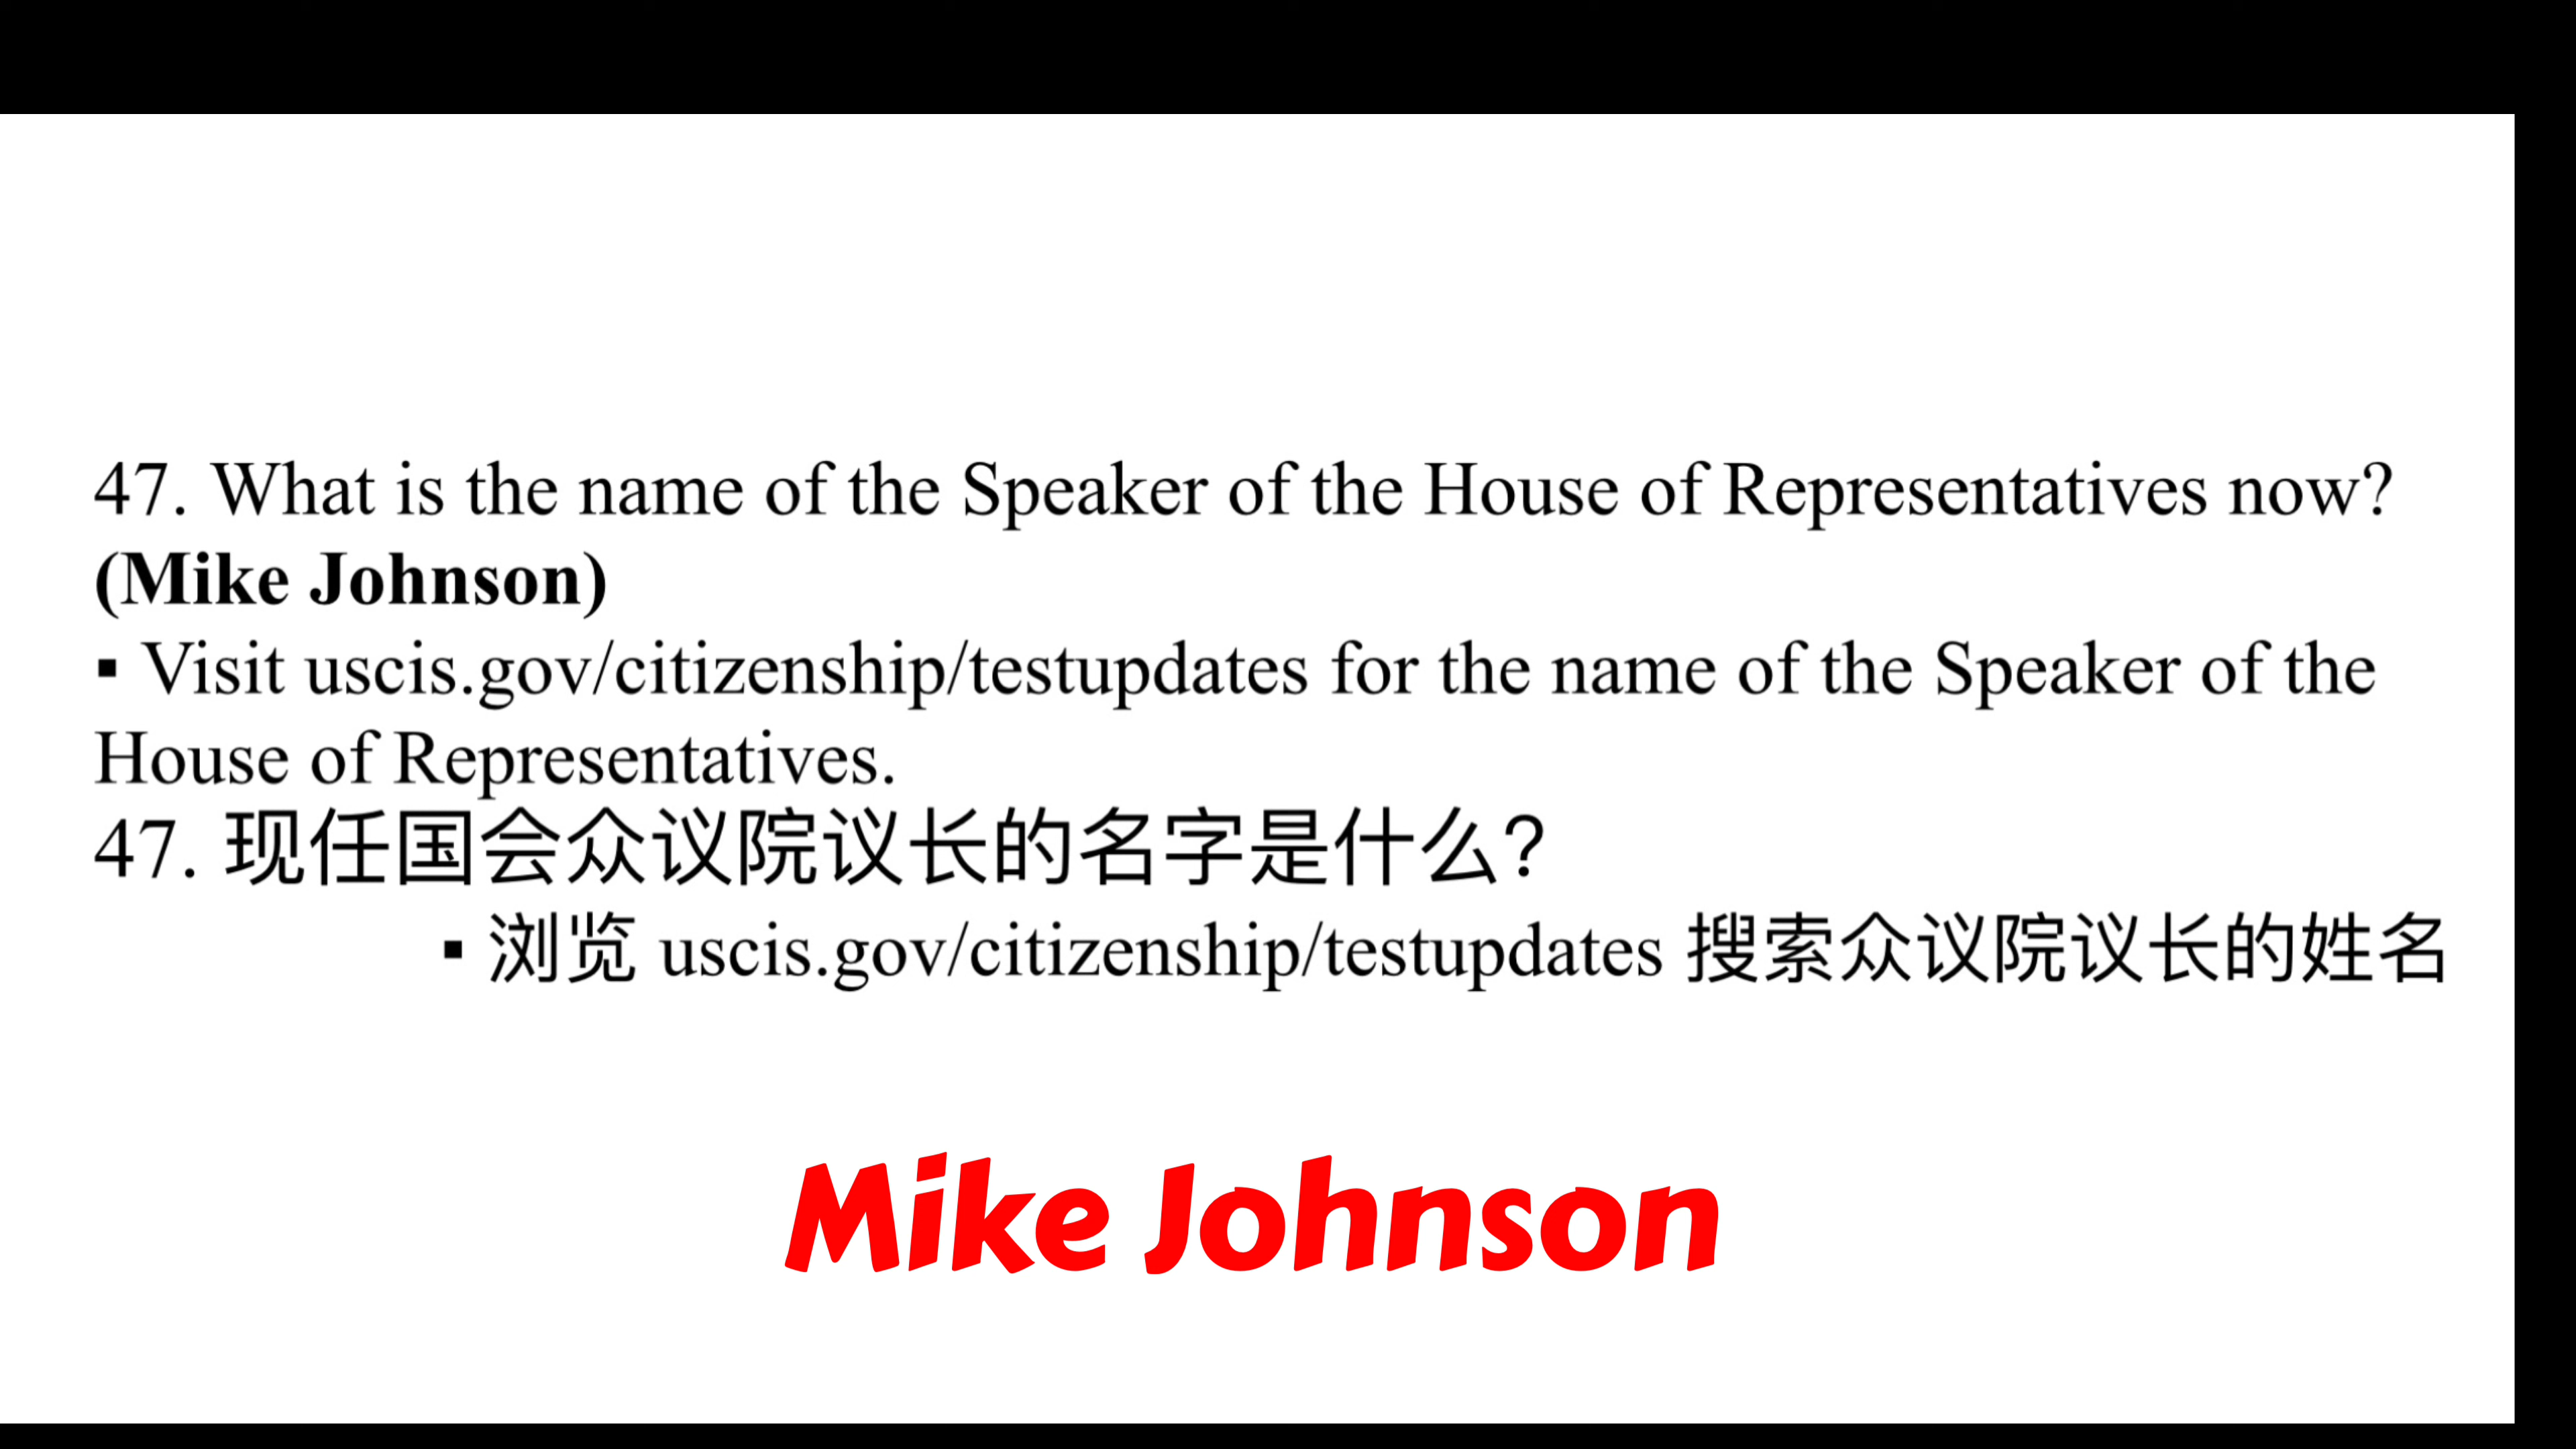 47. What is the name of the Speaker of the House of Representatives now?
(Mike Johnson)
▪ Visit uscis.gov/citizenship/testupdates for the name of the Speaker of the
House of Representatives.
47. 现任国会众议院议长的名字是什么?
▪ 浏览 uscis.gov/citizenship/testupdates 搜索众议院议长的姓名
Mike Johnson